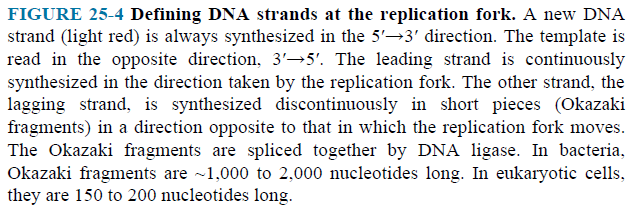 FIGURE 25-4 Defining DNA strands at the replication fork. A new DNA
strand (light red) is always synthesized in the 5′→3′ direction. The template is
read in the opposite direction, 3′→5′. The leading strand is continuously
synthesized in the direction taken by the replication fork. The other strand, the
lagging strand, is synthesized discontinuously in short pieces (Okazaki
fragments) in a direction opposite to that in which the replication fork moves.
The Okazaki fragments are spliced together by DNA ligase. In bacteria,
Okazaki fragments are ~1,000 to 2,000 nucleotides long. In eukaryotic cells,
they are 150 to 200 nucleotides long.